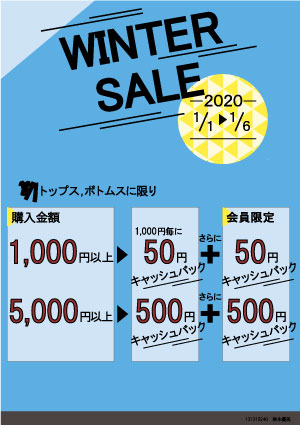 WINTER
SALE
2020
1/1▶1/6
トップス,ボトムスに限り
購入金額
1,000円以上
1,000円毎に
50円
キャッシュバック
さらに
会員限定
50円
キャッシュバック
5,000円以上
500円
キャッシュバック
さらに
500円
キャッシュバック